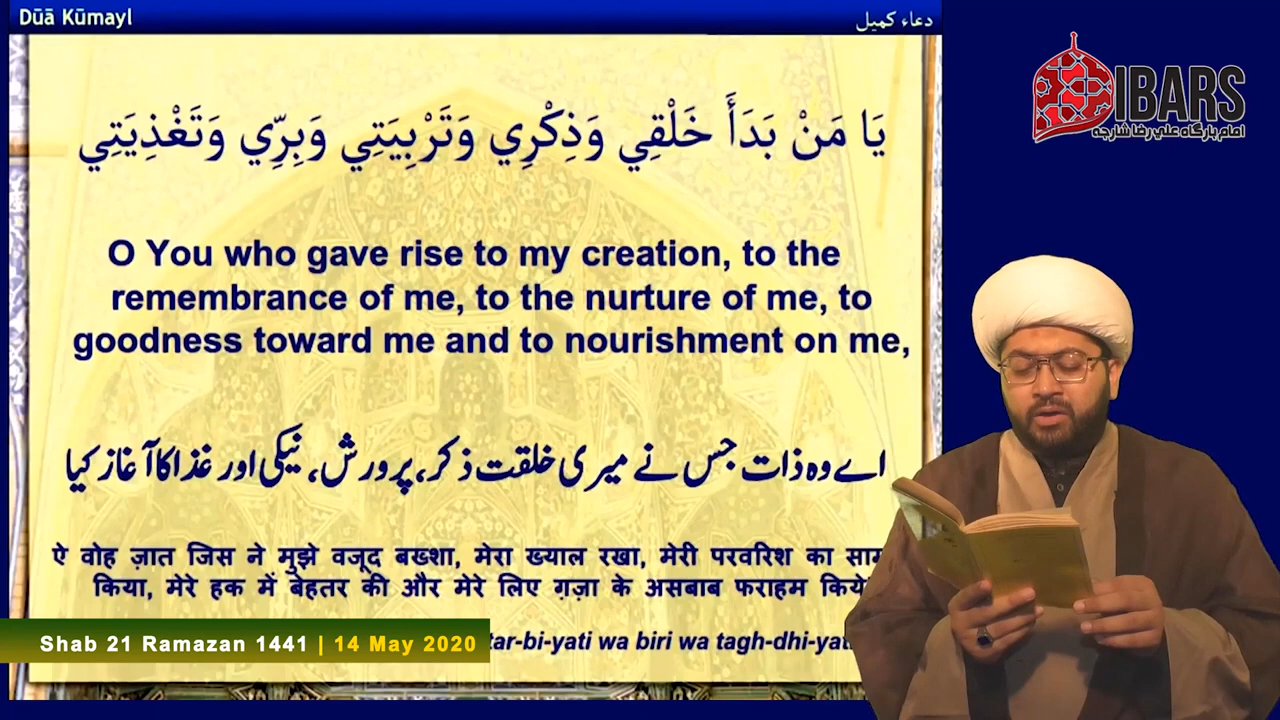 Dūā Kūmayl
دعاء كميل
IBARS
امام بارگاه علي رضا شارجه
يَا مَنْ بَدَأَ خَلْقِي وَذِكْرِي وَتَرْبِيَتِي وَبِرِّي وَتَغْذِيَتِي
O You who gave rise to my creation, to the
remembrance of me, to the nurture of me, to
goodness toward me and to nourishment on me,
اے وہ ذات جس نے میری خلقت ذکر، پرورش، نیکی اور غذا کا آغاز کیا
ऐ वोह ज़ात जिस ने मुझे वजूद बख्शा, मेरा ख्याल रखा, मेरी परवरिश का
किया, मेरे हक में बेहतर की और मेरे लिए ग़ज़ा के असबाब फराहम किये
Shab 21 Ramazan 1441 | 14 May 2020
tar-bi-yati wa biri wa tagh-dhi-yati